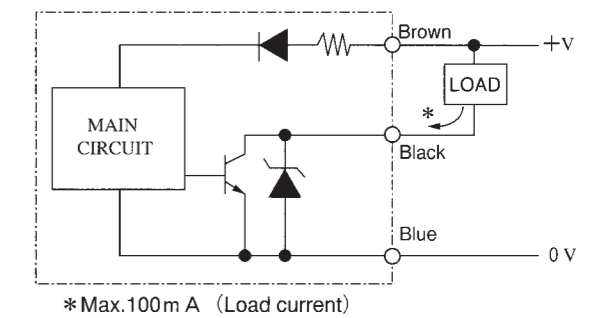 Brown
+V
LOAD
*
MAIN
CIRCUIT
Black
Blue
0 V
*Max.100m A (Load current)